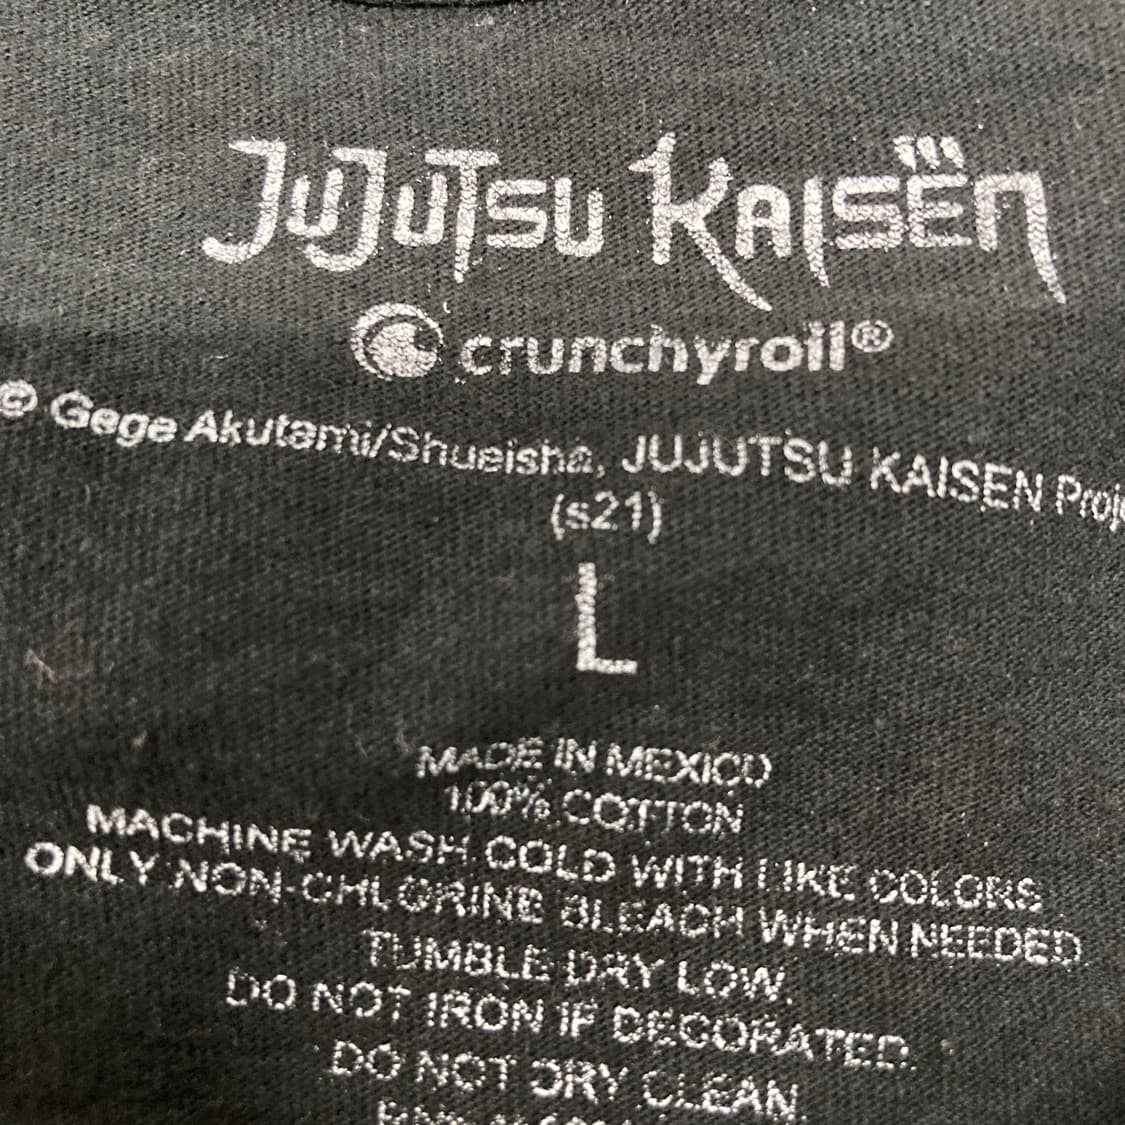 JUJUTSU KAISEN
crunchyroll®
© Gege Akutami/Shueisha, JUJUTSU KAISEN Proje
(s21)
L
MADE IN MEXICO
100% COTTON
MACHINE WASH COLD WITH LIKE COLORS
ONLY NON-CHLORINE BLEACH WHEN NEEDED
TUMBLE DRY LOW.
DO NOT IRON IF DECORATED.
DO NOT DRY CLEAN.